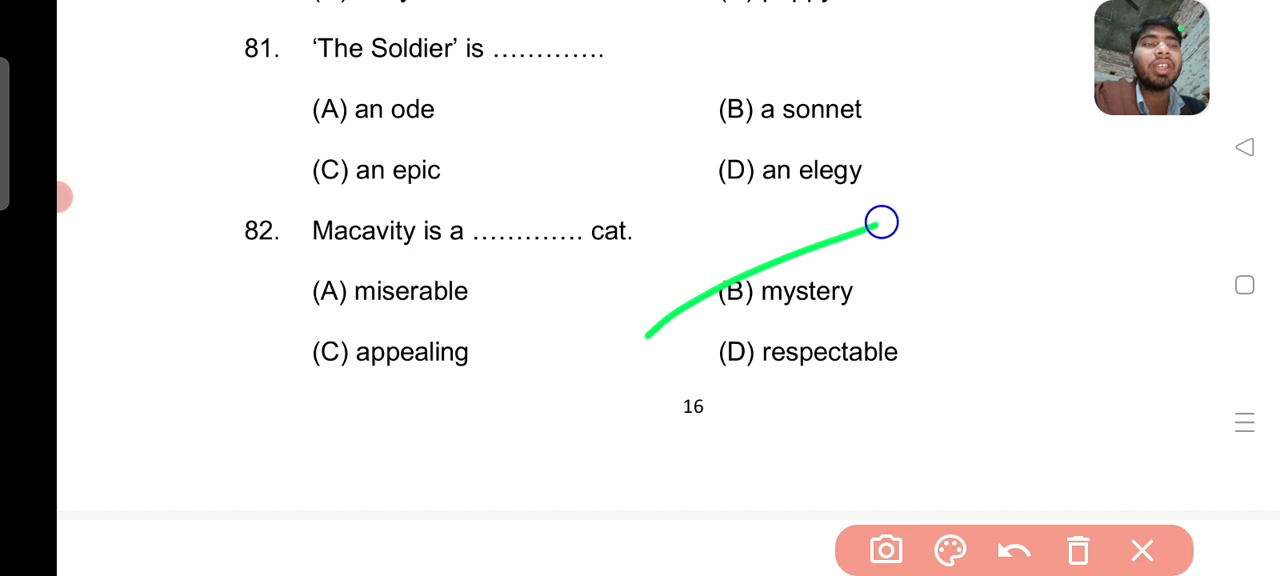 81. ‘The Soldier’ is .............
(A) an ode (B) a sonnet
(C) an epic (D) an elegy
82. Macavity is a ............. cat.
(A) miserable (B) mystery
(C) appealing (D) respectable
16